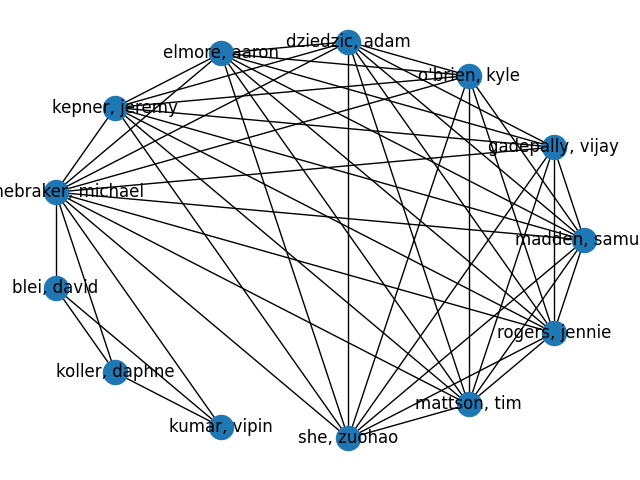 dziedzic, adam
elmore, aaron
o'brien, kyle
kepner, jeremy
gadepally, vijay
nebraker, michael
madden, samu
blei, david
rogers, jennie
koller, daphne
mattson, tim
kumar, vipin
she, zuohao